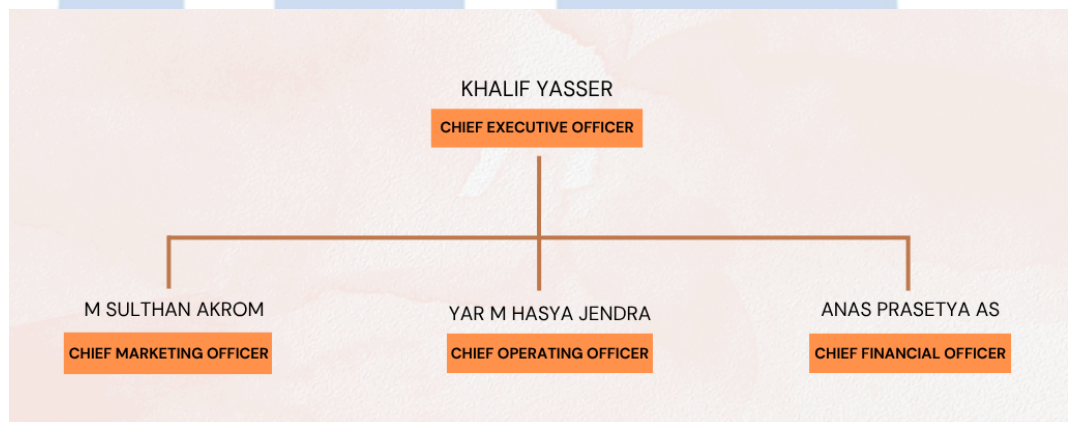 KHALIF YASSER
CHIEF EXECUTIVE OFFICER
M SULTHAN AKROM
CHIEF MARKETING OFFICER
YAR M HASYA JENDRA
CHIEF OPERATING OFFICER
ANAS PRASETYA AS
CHIEF FINANCIAL OFFICER